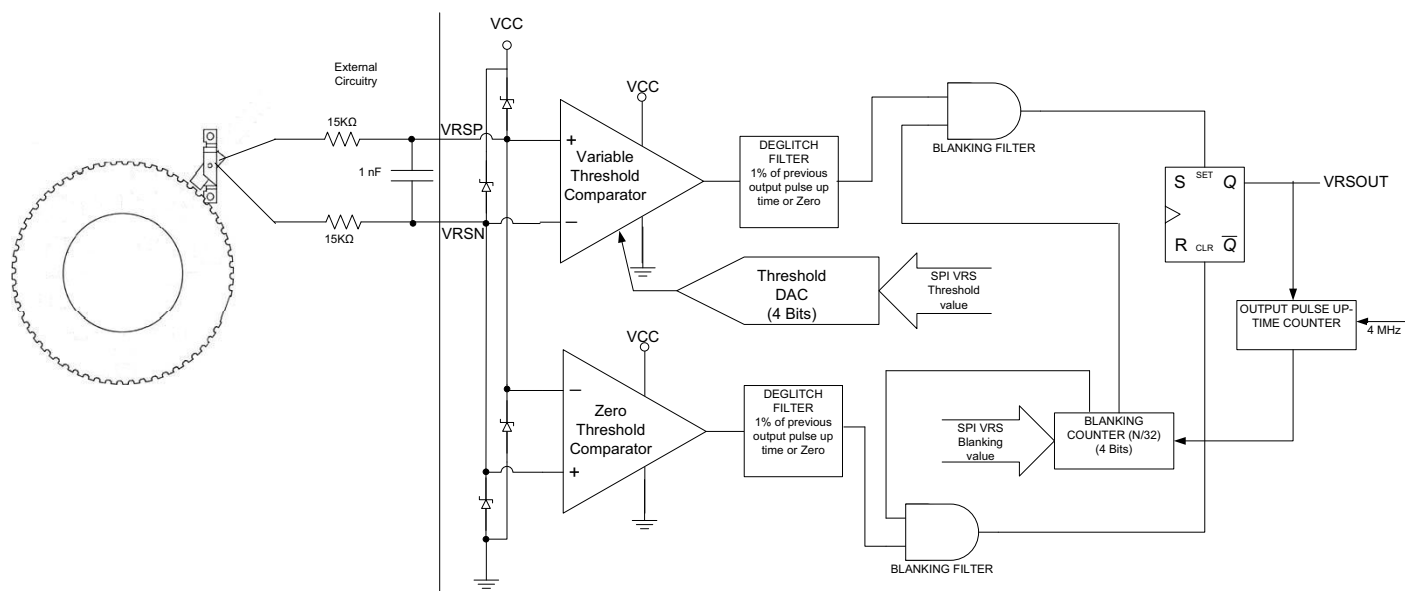 VCC
External
Circuitry
15KΩ
VRSP
1 nF
15KΩ
VRSN
VCC
+
Variable
Threshold
Comparator
−
DEGLITCH
FILTER
1% of previous
output pulse up
time or Zero
BLANKING FILTER
S SET Q
R CLR Q
VRSOUT
Threshold
DAC
(4 Bits)
SPI VRS
Threshold
value
OUTPUT PULSE UP-
TIME COUNTER
4 MHz
VCC
−
Zero
Threshold
Comparator
+
DEGLITCH
FILTER
1% of previous
output pulse up
time or Zero
SPI VRS
Blanking
value
BLANKING
COUNTER (N/32)
(4 Bits)
BLANKING FILTER